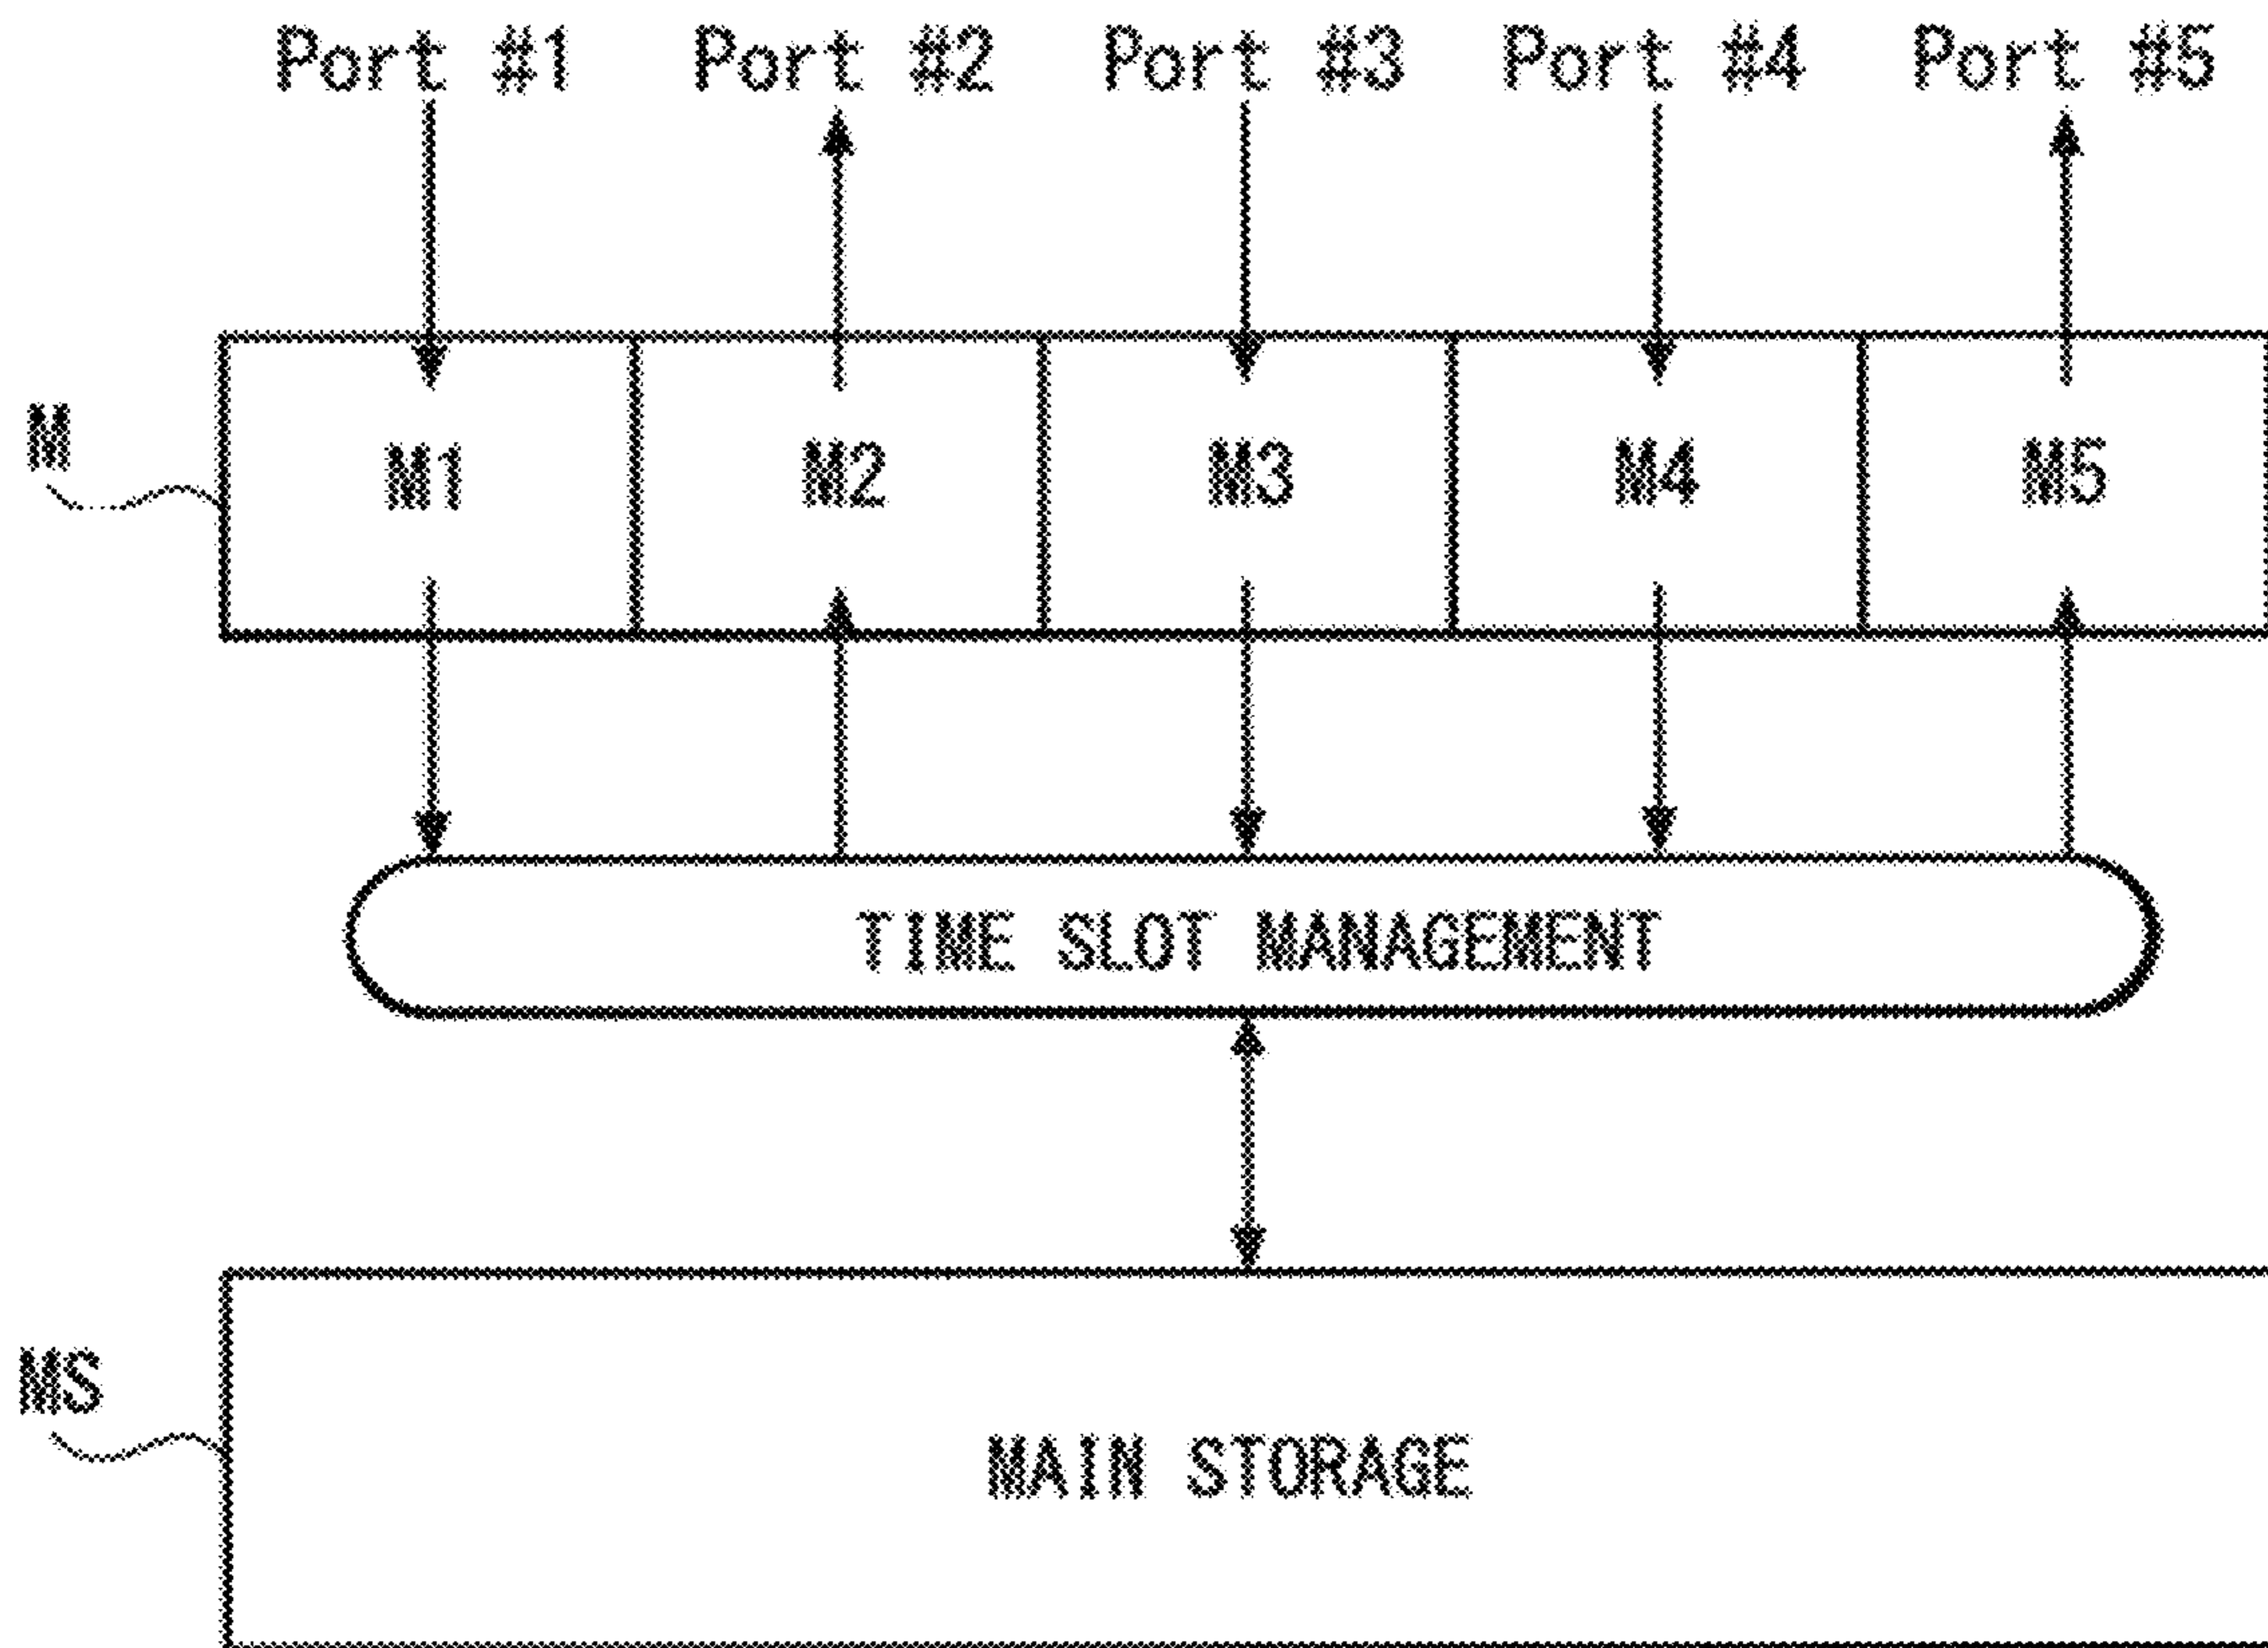 Port #1 Port #2 Port #3 Port #4 Port #5
M
M1 M2 M3 M4 M5
TIME SLOT MANAGEMENT
MS
MAIN STORAGE